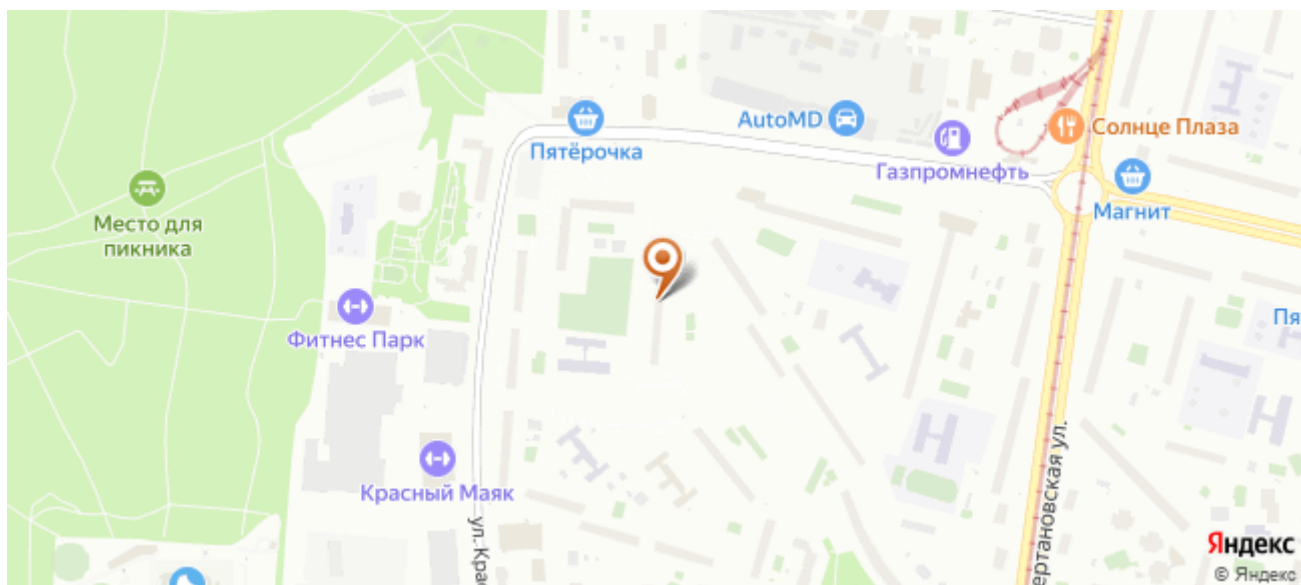 AutoMD
Солнце Плаза
Пятёрочка
Газпромнефть
Магнит
Место для
пикника
Пя
Фитнес Парк
Красный Маяк
ул. Крас
ертановская ул.
Яндекс
© Яндекс